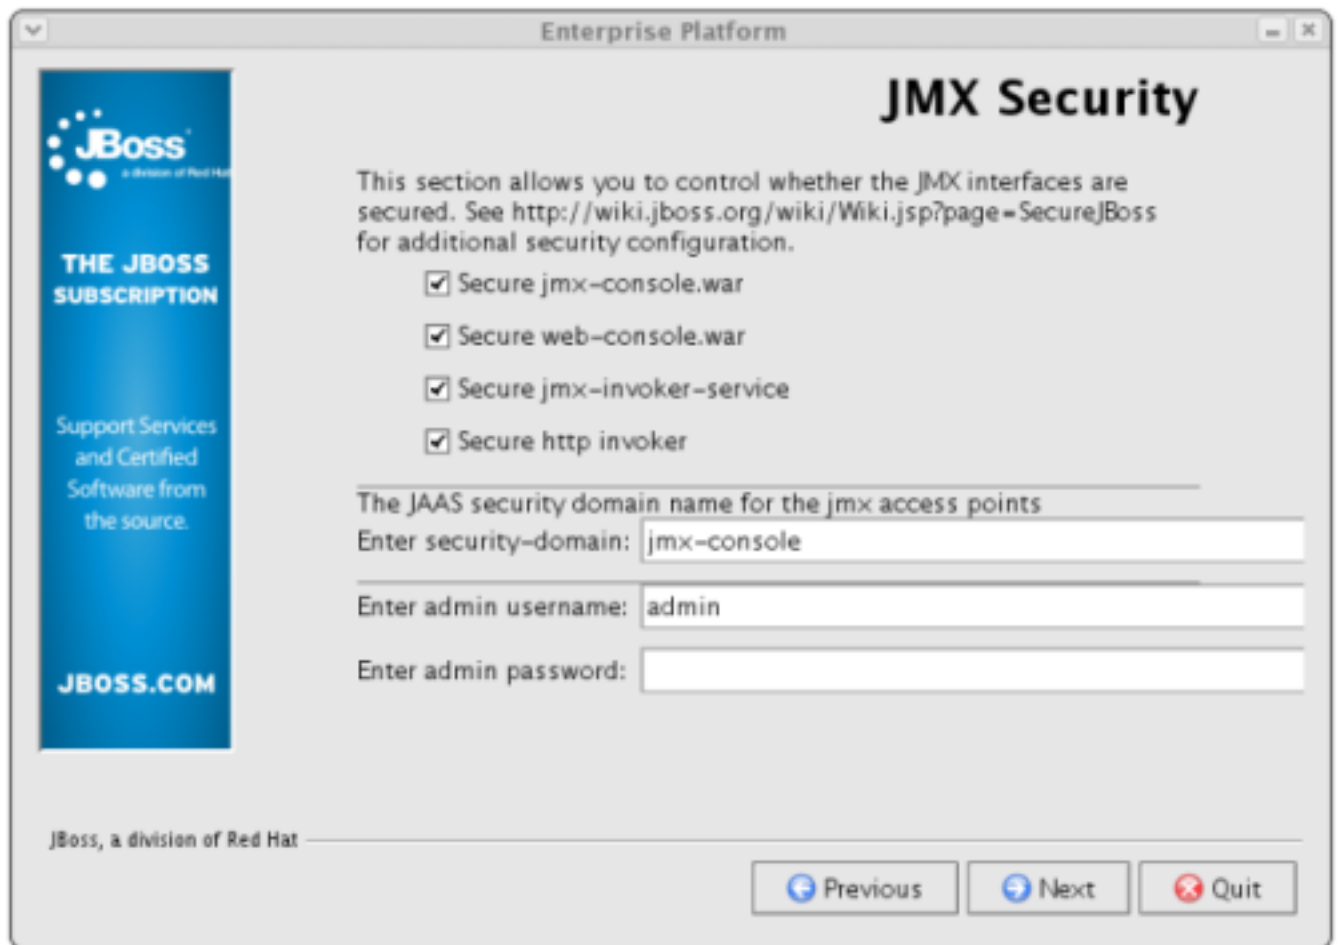 Enterprise Platform
JBoss
a division of Red Hat
THE JBOSS
SUBSCRIPTION
Support Services
and Certified
Software from
the source.
JBOSS.COM
JMX Security
This section allows you to control whether the JMX interfaces are
secured. See http://wiki.jboss.org/wiki/Wiki.jsp?page=SecureJBoss
for additional security configuration.
Secure jmx-console.war
Secure web-console.war
Secure jmx-invoker-service
Secure http invoker
The JAAS security domain name for the jmx access points
Enter security-domain: jmx-console
Enter admin username: admin
Enter admin password:
JBoss, a division of Red Hat
Previous Next Quit